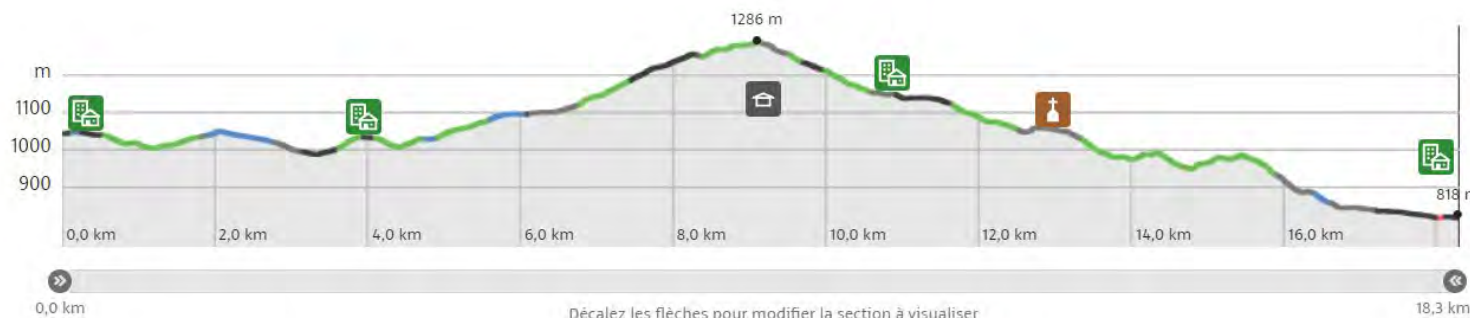 1286 m
m
1100
1000
900
818 m
0,0 km
2,0 km
4,0 km
6,0 km
8,0 km
10,0 km
12,0 km
14,0 km
16,0 km
0,0 km
Décalez les flèches pour modifier la section à visualiser
18,3 km